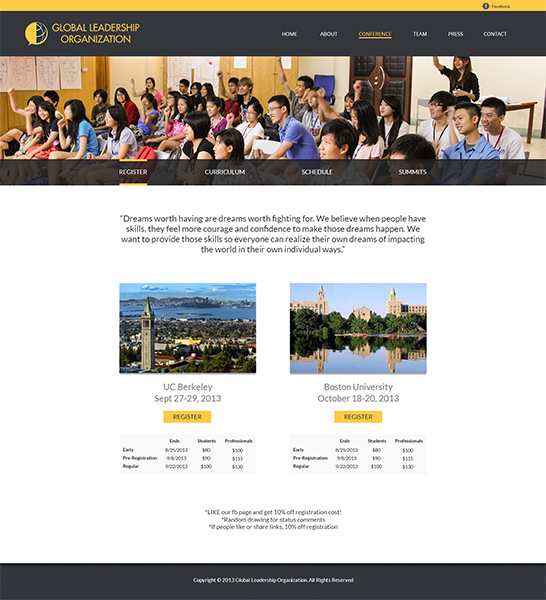 Facebook
GLOBAL LEADERSHIP
ORGANIZATION
HOME ABOUT CONFERENCE TEAM PRESS CONTACT
REGISTER CURRICULUM SCHEDULE SUMMITS
“Dreams worth having are dreams worth fighting for. We believe when people have
skills, they feel more courage and confidence to make those dreams happen. We
want to provide those skills so everyone can realize their own dreams of impacting
the world in their own individual ways.”
UC Berkeley
Sept 27-29, 2013
REGISTER
Ends Students Professionals
Early 8/25/2013 $80 $100
Pre-Registration 9/8/2013 $90 $115
Regular 9/22/2013 $100 $130
Boston University
October 18-20, 2013
REGISTER
Ends Students Professionals
Early 8/25/2013 $80 $100
Pre-Registration 9/8/2013 $90 $115
Regular 9/22/2013 $100 $130
*LIKE our fb page and get 10% off registration cost!
*Random drawing for status comments
*If people like or share links, 10% off registration
Copyright © 2013 Global Leadership Organization. All Rights Reserved